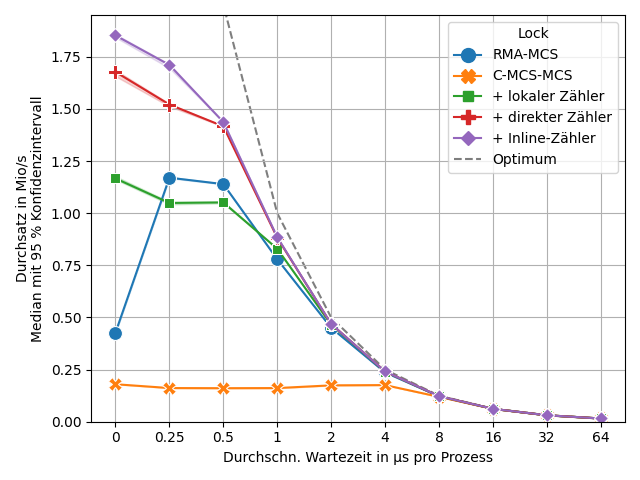 Lock
RMA-MCS
C-MCS-MCS
+ lokaler Zähler
+ direkter Zähler
+ Inline-Zähler
Optimum
Durchsatz in Mio/s
Median mit 95 % Konfidenzintervall
1.75
1.50
1.25
1.00
0.75
0.50
0.25
0.00
0 0.25 0.5 1 2 4 8 16 32 64
Durchschn. Wartezeit in µs pro Prozess